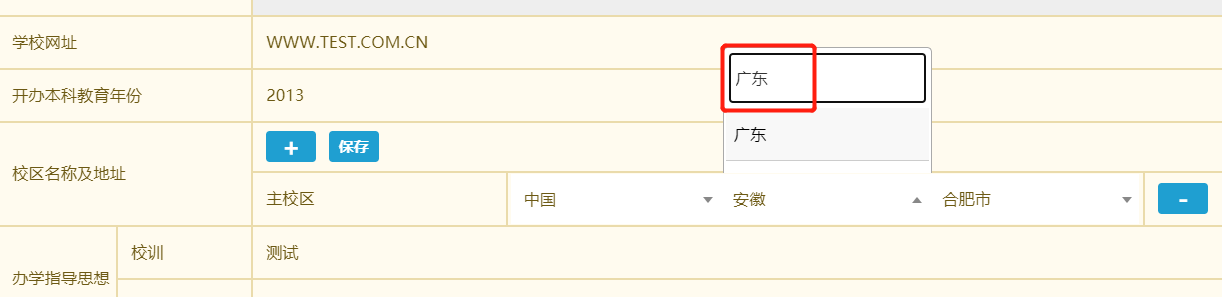 学校网址 WWW.TEST.COM.CN
广东
开办本科教育年份 2013
广东
+ 保存
校区名称及地址
主校区 中国 安徽 合肥市 -
校训 测试
办学指导思想